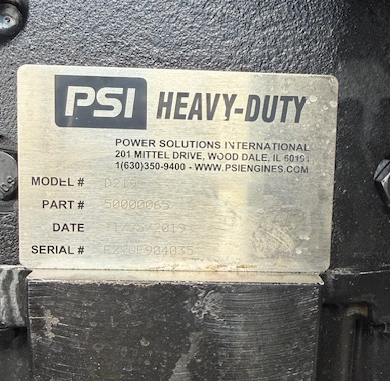 PSI HEAVY-DUTY
POWER SOLUTIONS INTERNATIONAL
201 MITTEL DRIVE, WOOD DALE, IL 60191
1(630)350-9400 - WWW.PSIENGINES.COM
MODEL #
PART # 50000065
DATE
SERIAL #